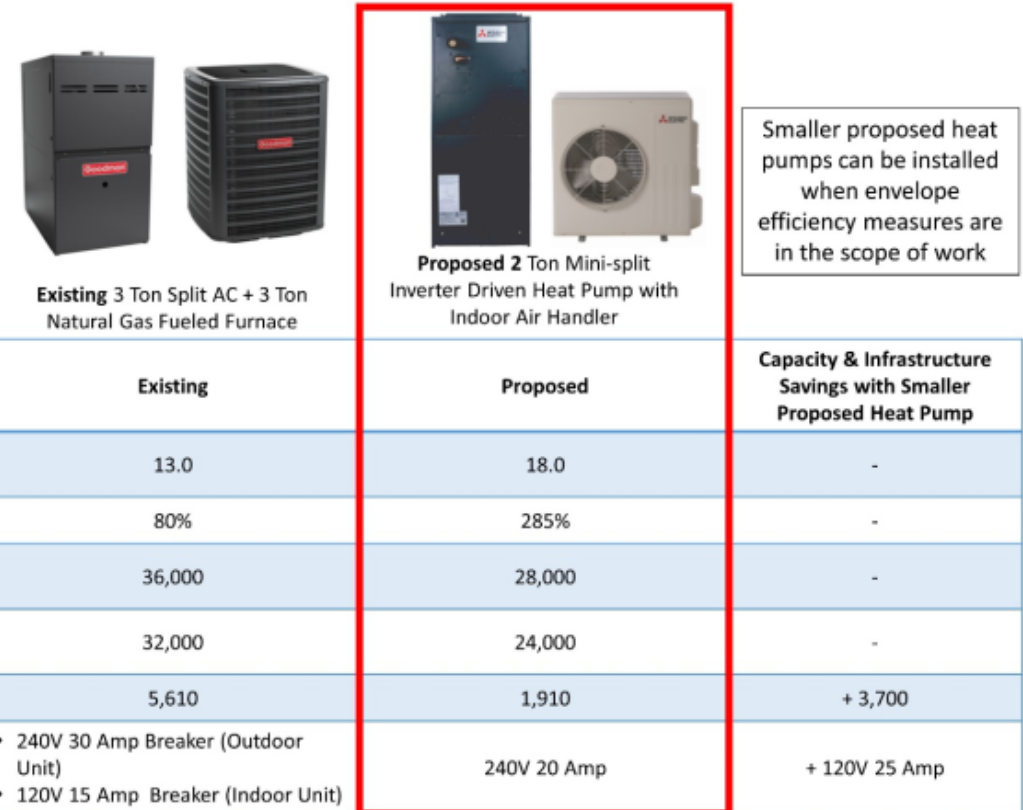 Goodman
Smaller proposed heat
pumps can be installed
when envelope
efficiency measures are
in the scope of work
Existing 3 Ton Split AC + 3 Ton
Natural Gas Fueled Furnace
Proposed 2 Ton Mini-split
Inverter Driven Heat Pump with
Indoor Air Handler
Existing
Proposed
Capacity & Infrastructure
Savings with Smaller
Proposed Heat Pump
13.0
18.0
-
80%
285%
-
36,000
28,000
-
32,000
24,000
-
5,610
1,910
+ 3,700
• 240V 30 Amp Breaker (Outdoor
Unit)
• 120V 15 Amp Breaker (Indoor Unit)
240V 20 Amp
+ 120V 25 Amp